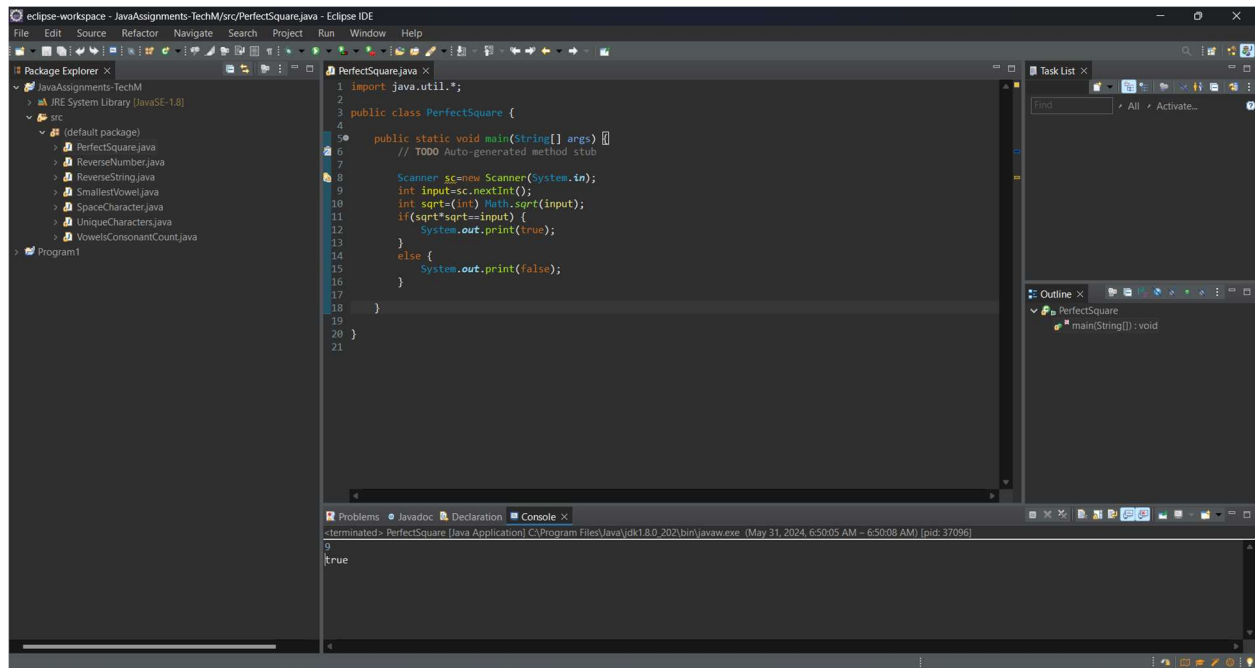 eclipse-workspace - JavaAssignments-TechM/src/PerfectSquare.java - Eclipse IDE
File Edit Source Refactor Navigate Search Project Run Window Help
Package Explorer
JavaAssignments-TechM
JRE System Library [JavaSE-1.8]
src
(default package)
PerfectSquare.java
ReverseNumber.java
ReverseString.java
SmallestVowel.java
SpaceCharacter.java
UniqueCharacters.java
VowelsConsonantCount.java
Program1
PerfectSquare.java
1 import java.util.*;
2
3 public class PerfectSquare {
4
5 public static void main(String[] args) {
6 // TODO Auto-generated method stub
7
8 Scanner sc=new Scanner(System.in);
9 int input=sc.nextInt();
10 int sqrt=(int) Math.sqrt(input);
11 if(sqrt*sqrt==input) {
12 System.out.print(true);
13 }
14 else {
15 System.out.print(false);
16 }
17
18 }
19
20 }
21
Task List
Find All Activate...
Outline
PerfectSquare
main(String[]) : void
Problems Javadoc Declaration Console
<terminated> PerfectSquare [Java Application] C:\Program Files\Java\jdk1.8.0_202\bin\javaw.exe (May 31, 2024, 6:50:05 AM – 6:50:08 AM) [pid: 37096]
9
true